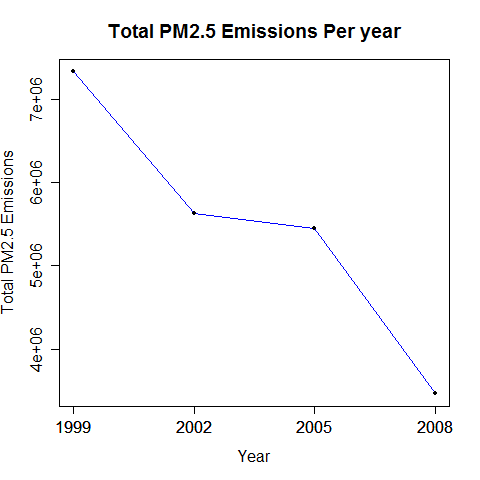 Total PM2.5 Emissions Per year
Total PM2.5 Emissions
7e+06
6e+06
5e+06
4e+06
1999 2002 2005 2008
Year